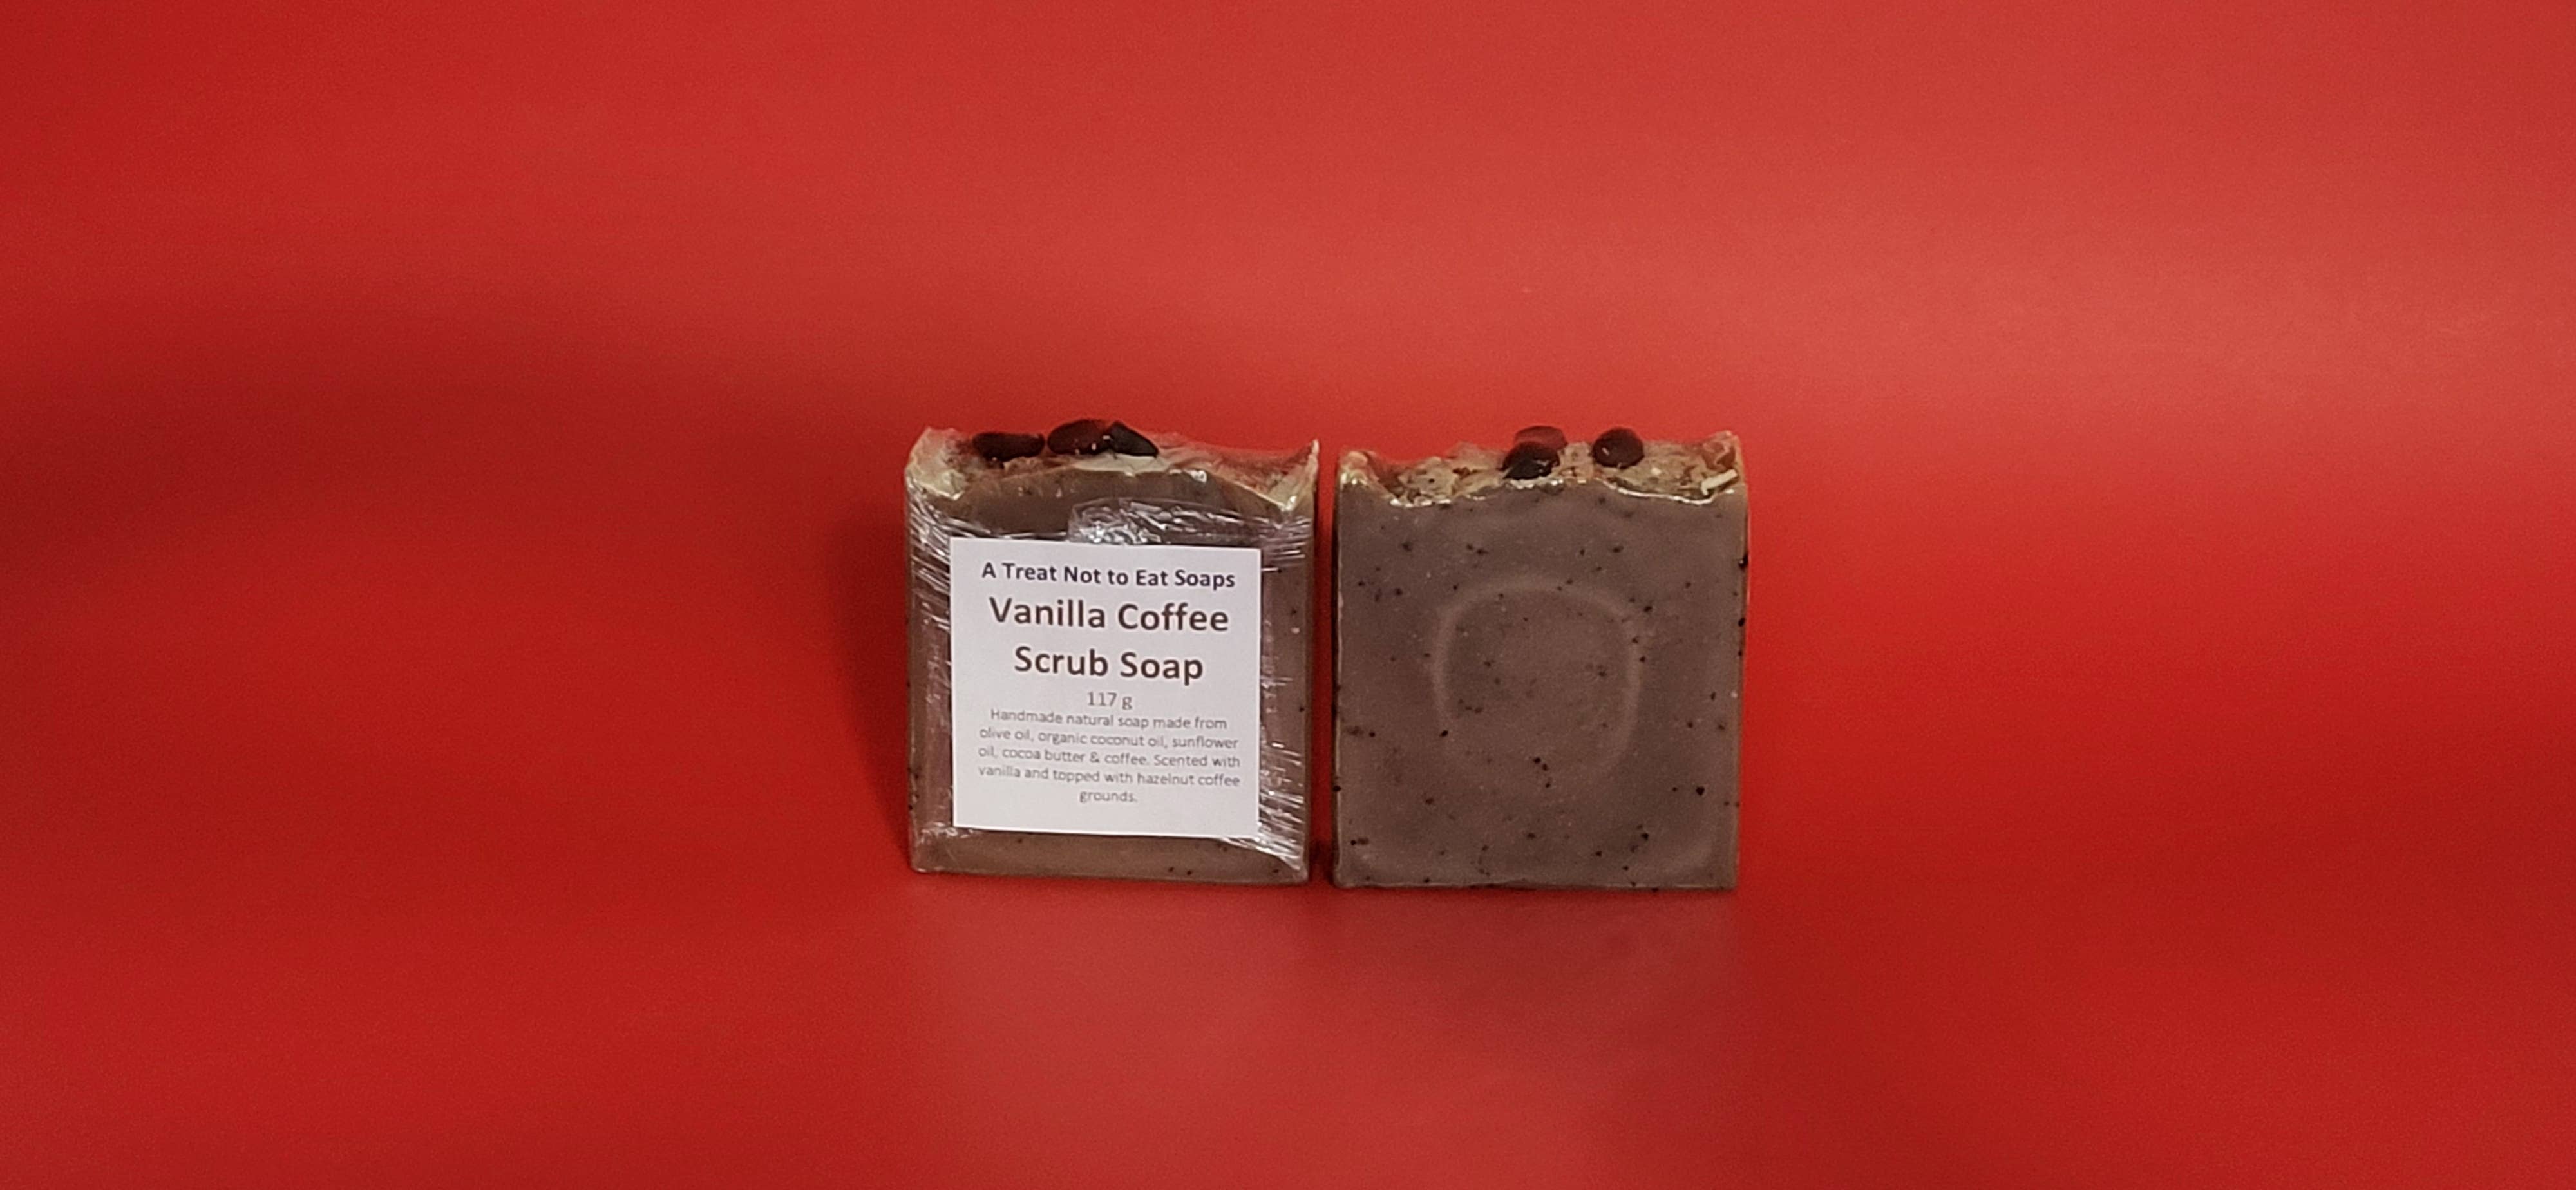 A Treat Not to Eat Soaps
Vanilla Coffee
Scrub Soap
117 g
Handmade natural soap made from
olive oil, organic coconut oil, sunflower
oil, cocoa butter & coffee. Scented with
vanilla and topped with hazelnut coffee
grounds.